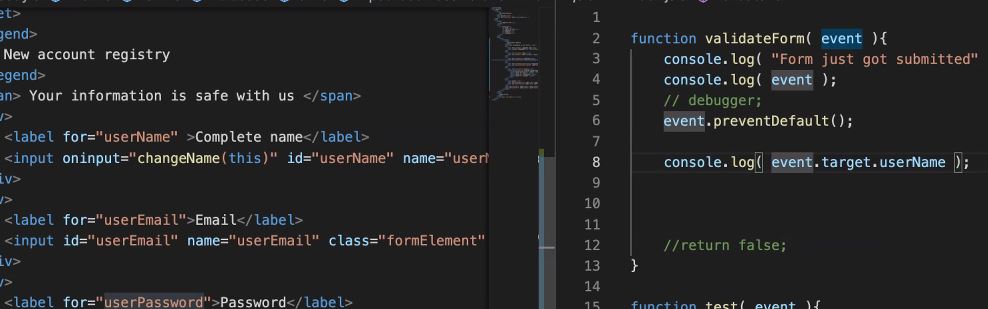 et>
gend>
New account registry
egend>
an> Your information is safe with us </span>
v>
<label for="userName" >Complete name</label>
<input oninput="changeName(this)" id="userName" name="userN
iv>
v>
<label for="userEmail">Email</label>
<input id="userEmail" name="userEmail" class="formElement"
iv>
v>
<label for="userPassword">Password</label>
1
2 function validateForm( event ){
3 console.log( "Form just got submitted"
4 console.log( event );
5 // debugger;
6 event.preventDefault();
7
8 console.log( event.target.userName );
9
10
11
12 //return false;
13 }
14
15 function test( event ){